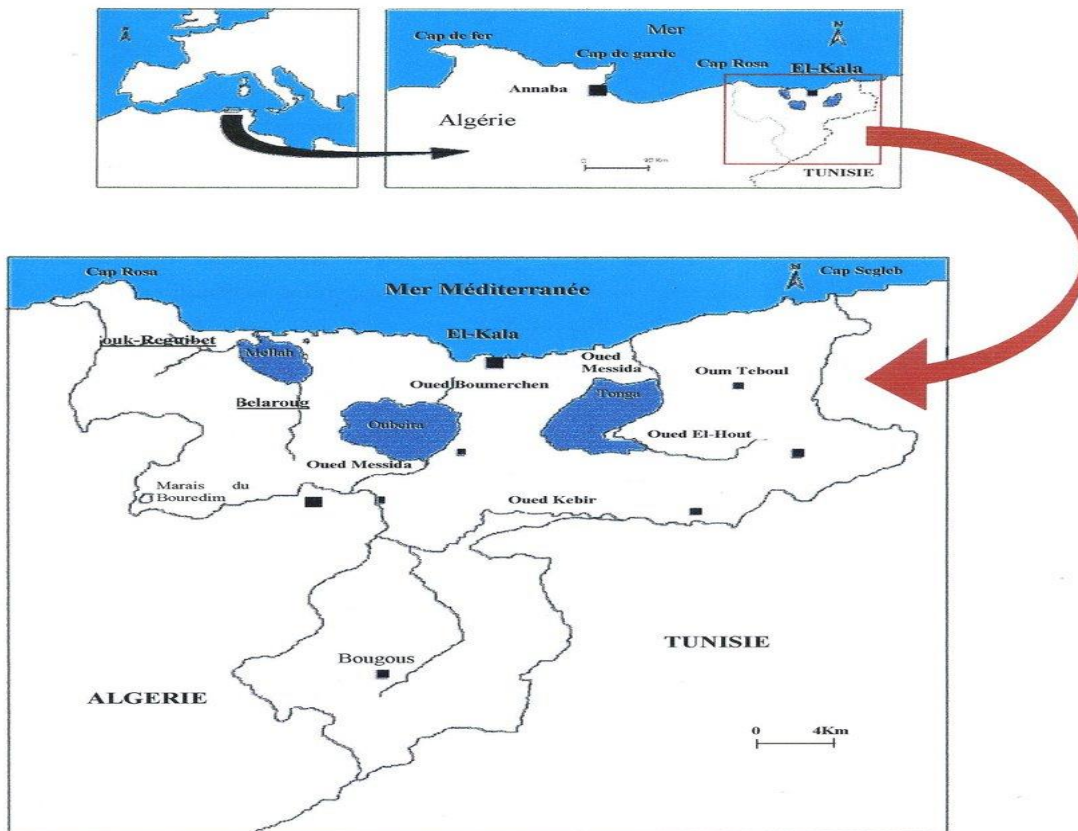 N
Mer
Cap de fer
Cap de garde
N
Cap Rosa
El-Kala
Annaba
Algérie
0
TUNISIE
Cap Rosa
N
Cap Segleb
Mer Méditerranée
El-Kala
iouk-Reguibet
Mellah
Oued
Messida
Oum Teboul
Oued Boumerchen
Tonga
Belaroug
Oubeira
Oued El-Hout
Oued Messida
Marais du
Bouredim
Oued Kebir
TUNISIE
Bougous
ALGERIE
0 4Km